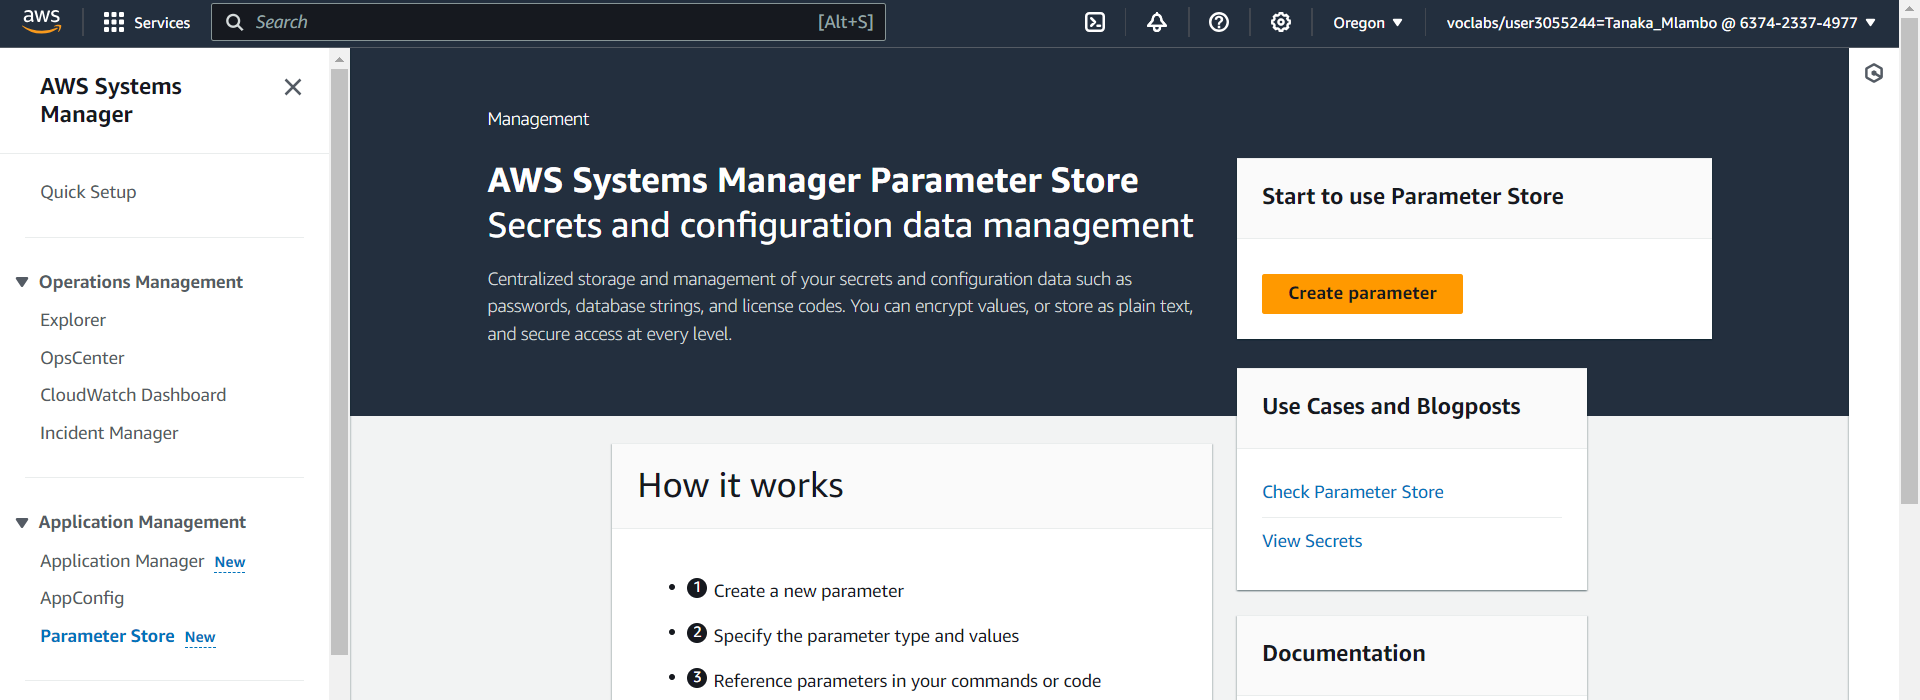 aws
Services
Search
[Alt+S]
Oregon
voclabs/user3055244=Tanaka_Mlambo @ 6374-2337-4977
AWS Systems
Manager
Quick Setup
Operations Management
Explorer
OpsCenter
CloudWatch Dashboard
Incident Manager
Application Management
Application Manager New
AppConfig
Parameter Store New
Management
AWS Systems Manager Parameter Store
Secrets and configuration data management
Centralized storage and management of your secrets and configuration data such as
passwords, database strings, and license codes. You can encrypt values, or store as plain text,
and secure access at every level.
Start to use Parameter Store
Create parameter
How it works
1 Create a new parameter
2 Specify the parameter type and values
3 Reference parameters in your commands or code
Use Cases and Blogposts
Check Parameter Store
View Secrets
Documentation